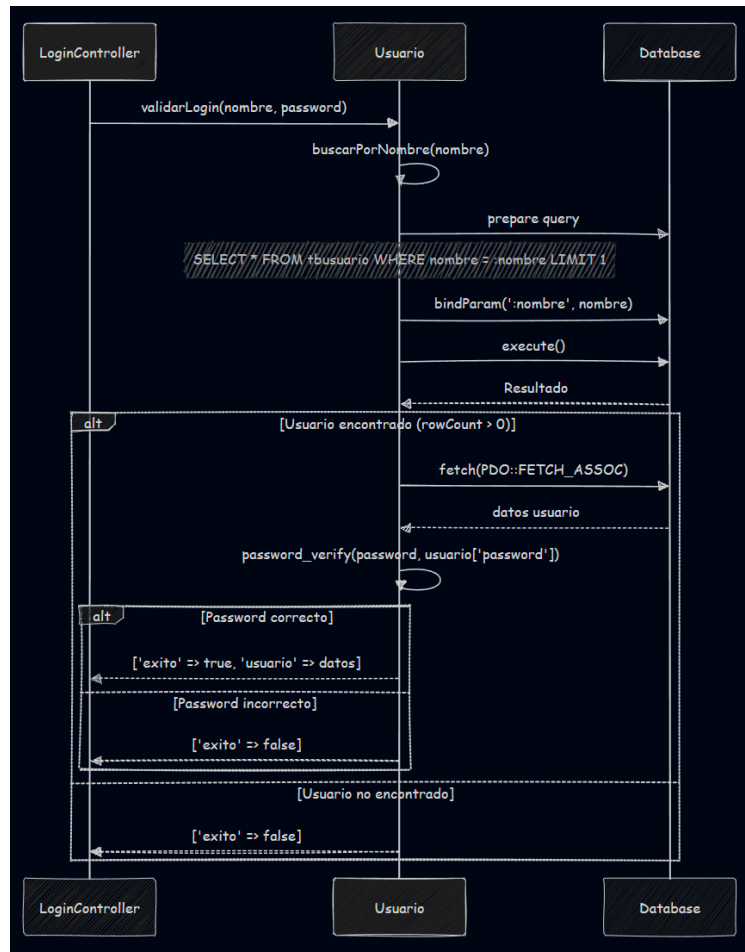 LoginController
Usuario
Database
validarLogin(nombre, password)
buscarPorNombre(nombre)
prepare query
SELECT * FROM tbusuario WHERE nombre = :nombre LIMIT 1
bindParam(':nombre', nombre)
execute()
Resultado
alt
[Usuario encontrado (rowCount > 0)]
fetch(PDO::FETCH_ASSOC)
datos usuario
password_verify(password, usuario['password'])
alt
[Password correcto]
['exito' => true, 'usuario' => datos]
[Password incorrecto]
['exito' => false]
[Usuario no encontrado]
['exito' => false]
LoginController
Usuario
Database